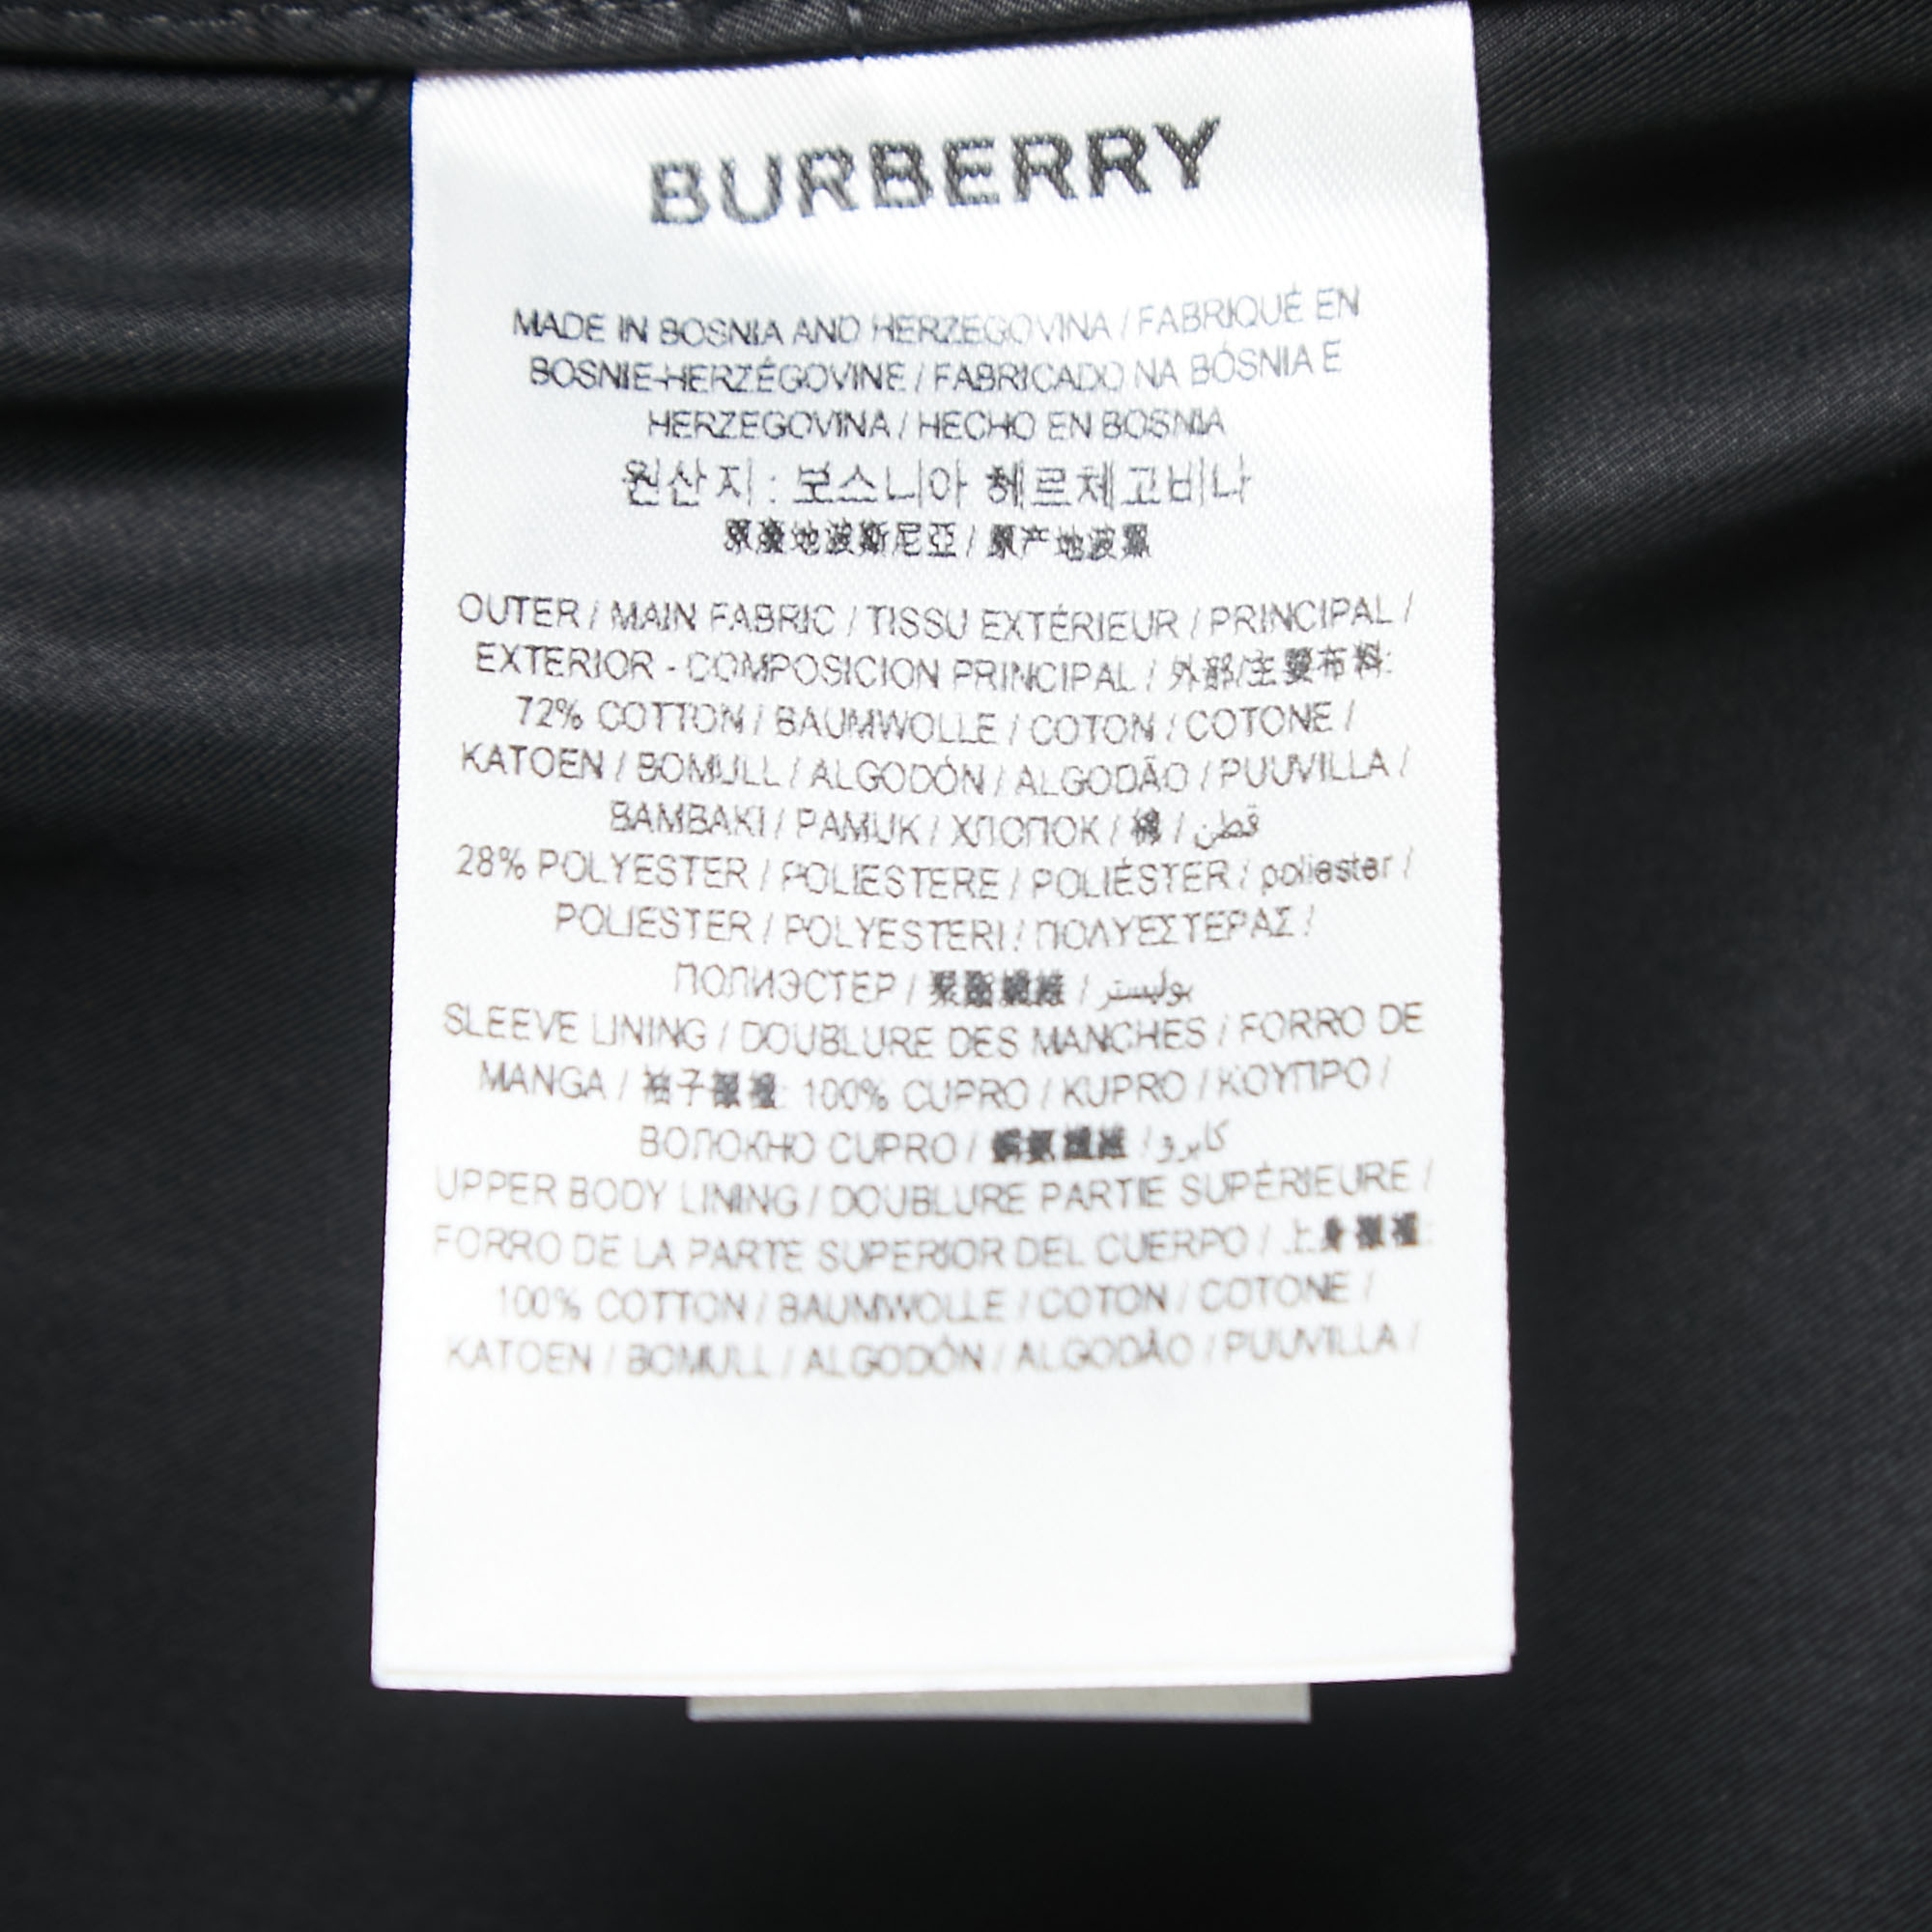 BURBERRY
MADE IN BOSNIA AND HERZEGOVINA / FABRIQUÉ EN
BOSNIE-HERZÉGOVINE / FABRICADO NA BÓSNIA E
HERZEGOVINA / HECHO EN BOSNIA
원산지 : 보스니아 헤르체고비나
原產地波斯尼亞 / 原产地波黑
OUTER / MAIN FABRIC / TISSU EXTÉRIEUR / PRINCIPAL /
EXTERIOR - COMPOSICION PRINCIPAL / 外部/主要布料:
72% COTTON / BAUMWOLLE / COTON / COTONE /
KATOEN / BOMULL / ALGODÓN / ALGODÃO / PUUVILLA /
BAMBAKI / PAMUK / ХЛОПОК / 棉 / قطن
28% POLYESTER / POLIESTERE / POLIÉSTER / poliester /
POLIESTER / POLYESTERI / ΠΟΛΥΕΣΤΕΡΑΣ /
ПОЛИЭСТЕР / 聚酯纖維 / بوليستر
SLEEVE LINING / DOUBLURE DES MANCHES / FORRO DE
MANGA / 袖子襯裡: 100% CUPRO / KUPRO / ΚΟΥΠΡΟ /
ВОЛОКНО CUPRO / كابرو
UPPER BODY LINING / DOUBLURE PARTIE SUPÉRIEURE /
FORRO DE LA PARTE SUPERIOR DEL CUERPO / 上身襯裡:
100% COTTON / BAUMWOLLE / COTON / COTONE /
KATOEN / BOMULL / ALGODÓN / ALGODÃO / PUUVILLA /